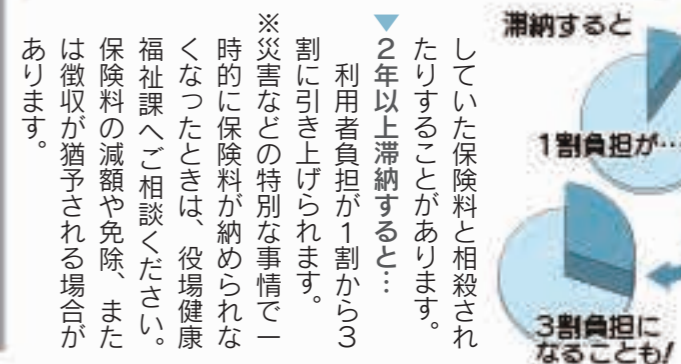 していた保険料と相殺され
たりすることがあります。
▼2年以上滞納すると…
利用者負担が1割から3
割に引き上げられます。
※災害などの特別な事情で一
時的に保険料が納められな
くなったときは、役場健康
福祉課へご相談ください。
保険料の減額や免除、また
は徴収が猶予される場合が
あります。
滞納すると
1割負担が…
3割負担に
なることも!